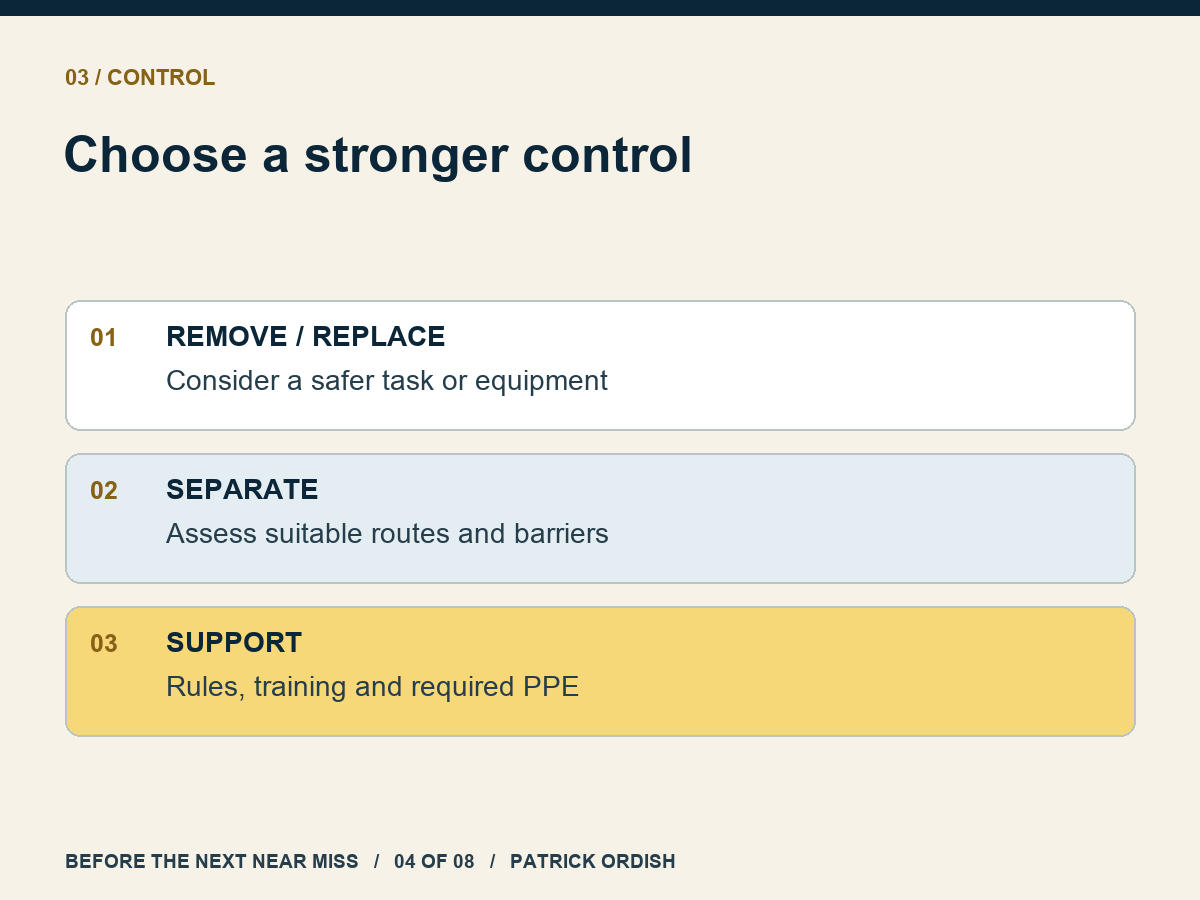 03 / CONTROL
Choose a stronger control
01 REMOVE / REPLACE
Consider a safer task or equipment
02 SEPARATE
Assess suitable routes and barriers
03 SUPPORT
Rules, training and required PPE
BEFORE THE NEXT NEAR MISS / 04 OF 08 / PATRICK ORDISH